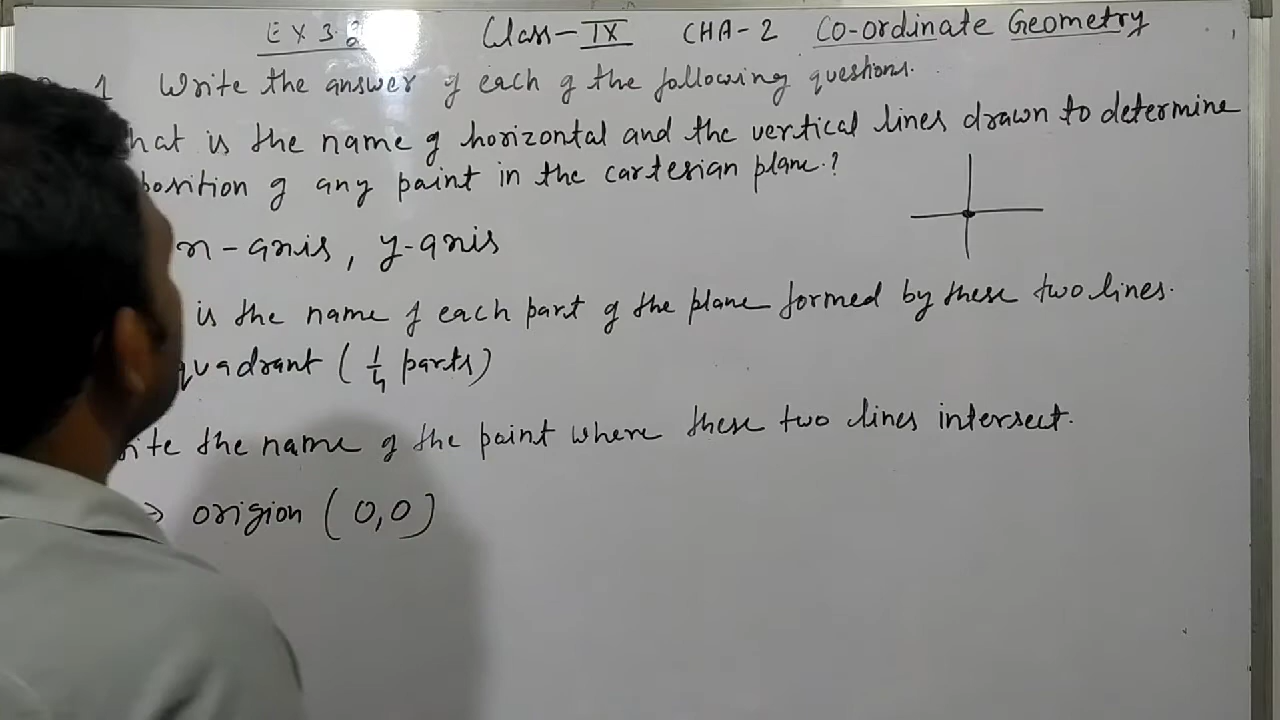 EX 3.2 Class-IX CHA-2 Co-ordinate Geometry
1 Write the answer of each of the following questions.
hat is the name of horizontal and the vertical lines drawn to determine
position of any point in the cartesian plane.?
x-axis, y-axis
is the name of each part of the plane formed by these two lines.
quadrant (1/4 parts)
ite the name of the point where these two lines intersect.
→ origion (0,0)